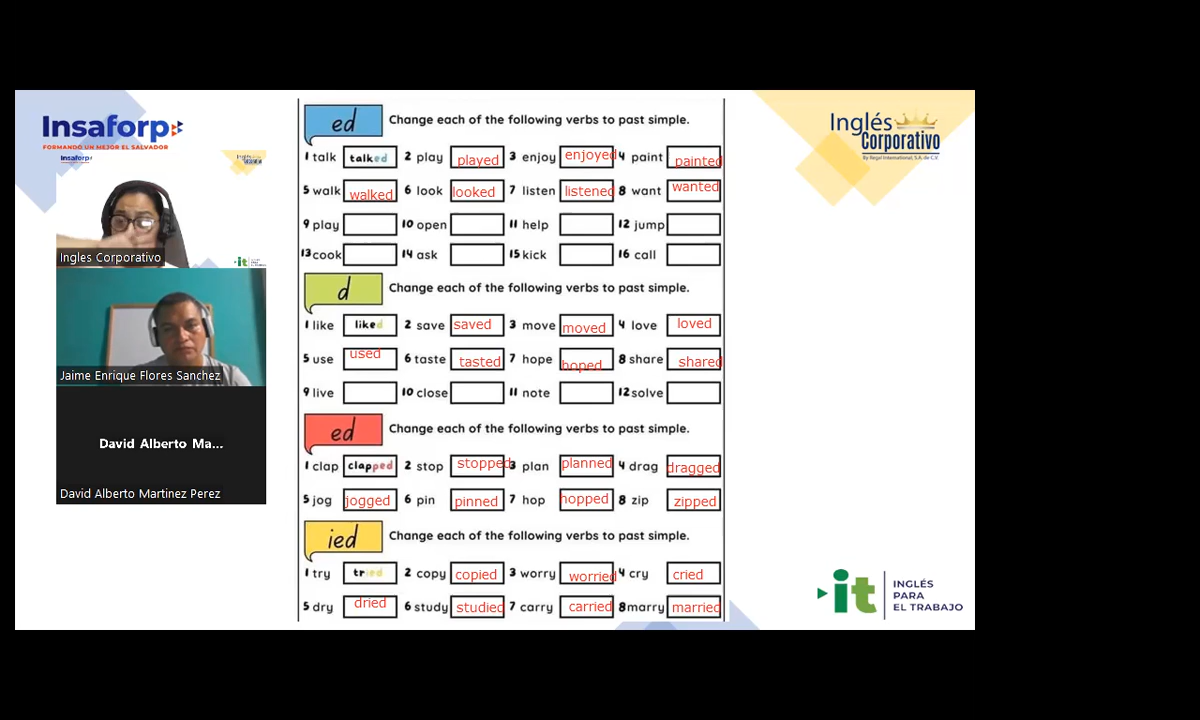 Insaforp
FORMANDO UN MEJOR EL SALVADOR
Insaforp
Inglés
Corporativo
By Regal International, S.A. de C.V.
Ingles Corporativo
Jaime Enrique Flores Sanchez
David Alberto Ma...
David Alberto Martinez Perez
ed Change each of the following verbs to past simple.
1 talk talked 2 play played 3 enjoy enjoyed 4 paint painted
5 walk walked 6 look looked 7 listen listened 8 want wanted
9 play 10 open 11 help 12 jump
13 cook 14 ask 15 kick 16 call
d Change each of the following verbs to past simple.
1 like liked 2 save saved 3 move moved 4 love loved
5 use used 6 taste tasted 7 hope hoped 8 share shared
9 live 10 close 11 note 12 solve
ed Change each of the following verbs to past simple.
1 clap clapped 2 stop stopped 3 plan planned 4 drag dragged
5 jog jogged 6 pin pinned 7 hop hopped 8 zip zipped
ied Change each of the following verbs to past simple.
1 try tried 2 copy copied 3 worry worried 4 cry cried
5 dry dried 6 study studied 7 carry carried 8 marry married
it
INGLÉS
PARA
EL TRABAJO